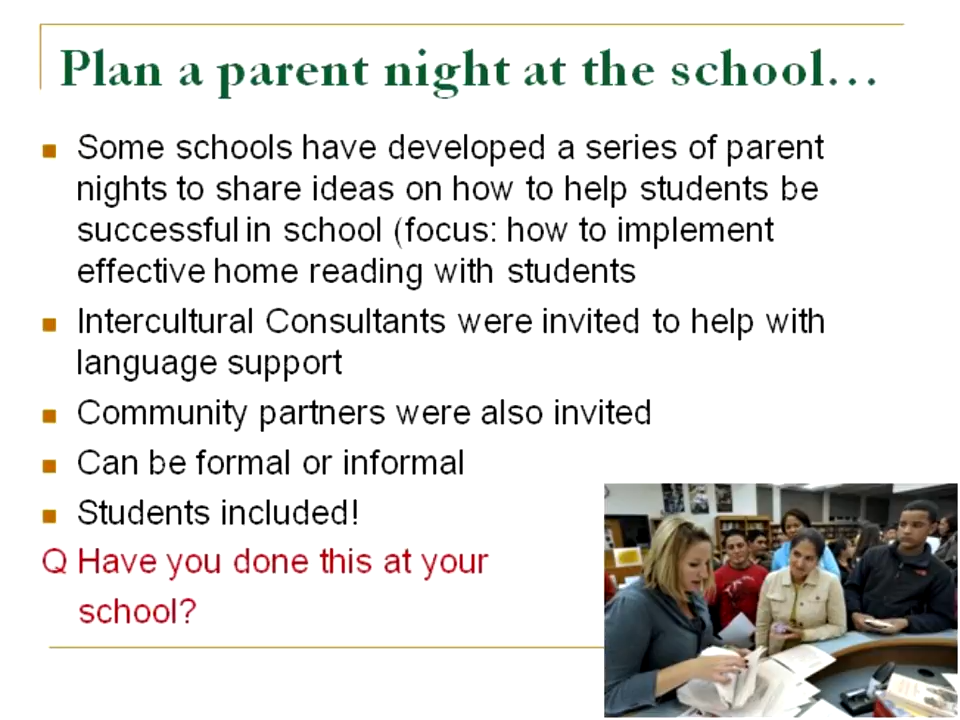 Plan a parent night at the school...
Some schools have developed a series of parent
nights to share ideas on how to help students be
successful in school (focus: how to implement
effective home reading with students
Intercultural Consultants were invited to help with
language support
Community partners were also invited
Can be formal or informal
Students included!
Q Have you done this at your
school?